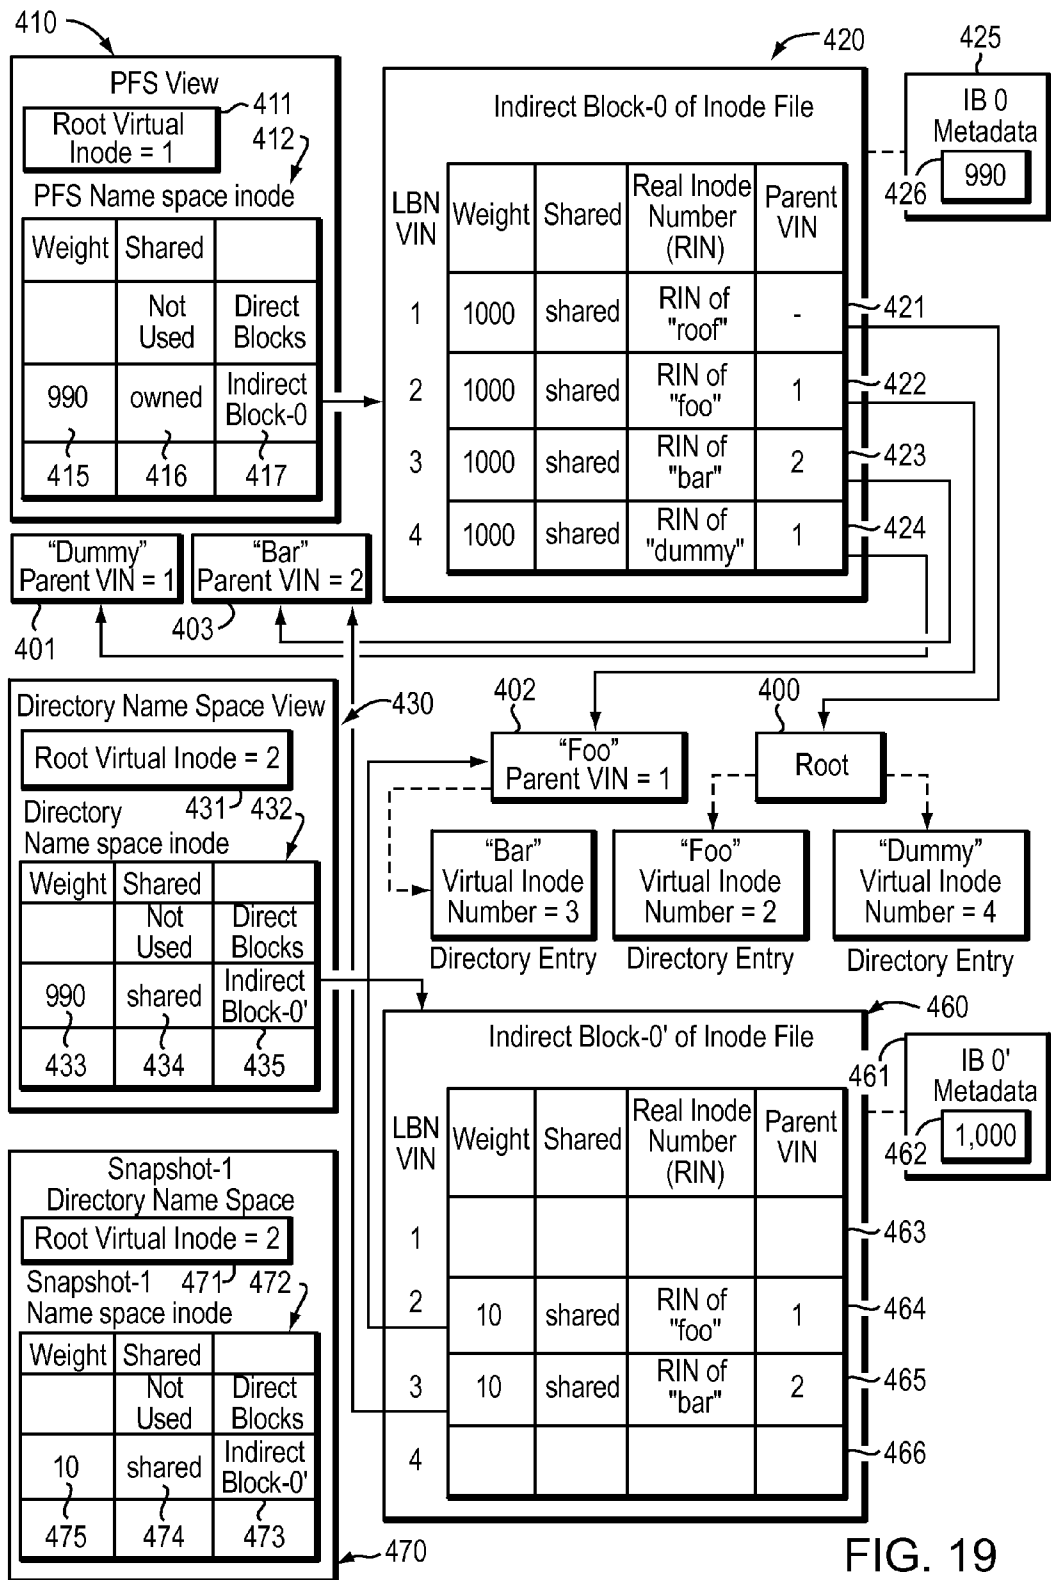 410
PFS View
411
Root Virtual
Inode = 1
412
PFS Name space inode
Weight Shared
Not
Used
Direct
Blocks
990 owned Indirect
Block-0
415 416 417
420
Indirect Block-0 of Inode File
LBN
VIN
Weight Shared Real Inode
Number
(RIN)
Parent
VIN
1 1000 shared RIN of
"roof"
- 421
2 1000 shared RIN of
"foo"
1 422
3 1000 shared RIN of
"bar"
2 423
4 1000 shared RIN of
"dummy"
1 424
425
IB 0
Metadata
426
990
“Dummy”
Parent VIN = 1
401
“Bar”
Parent VIN = 2
403
Directory Name Space View
430
Root Virtual Inode = 2
431 432
Directory
Name space inode
Weight Shared
Not
Used
Direct
Blocks
990 shared Indirect
Block-0'
433 434 435
402
“Foo”
Parent VIN = 1
400
Root
“Bar”
Virtual Inode
Number = 3
Directory Entry
“Foo”
Virtual Inode
Number = 2
Directory Entry
“Dummy”
Virtual Inode
Number = 4
Directory Entry
460
Indirect Block-0' of Inode File
LBN
VIN
Weight Shared Real Inode
Number
(RIN)
Parent
VIN
1 463
2 10 shared RIN of
"foo"
1 464
3 10 shared RIN of
"bar"
2 465
4 466
461
IB 0'
Metadata
462
1,000
Snapshot-1
Directory Name Space
Root Virtual Inode = 2
471 472
Snapshot-1
Name space inode
Weight Shared
Not
Used
Direct
Blocks
10 shared Indirect
Block-0'
475 474 473
470
FIG. 19